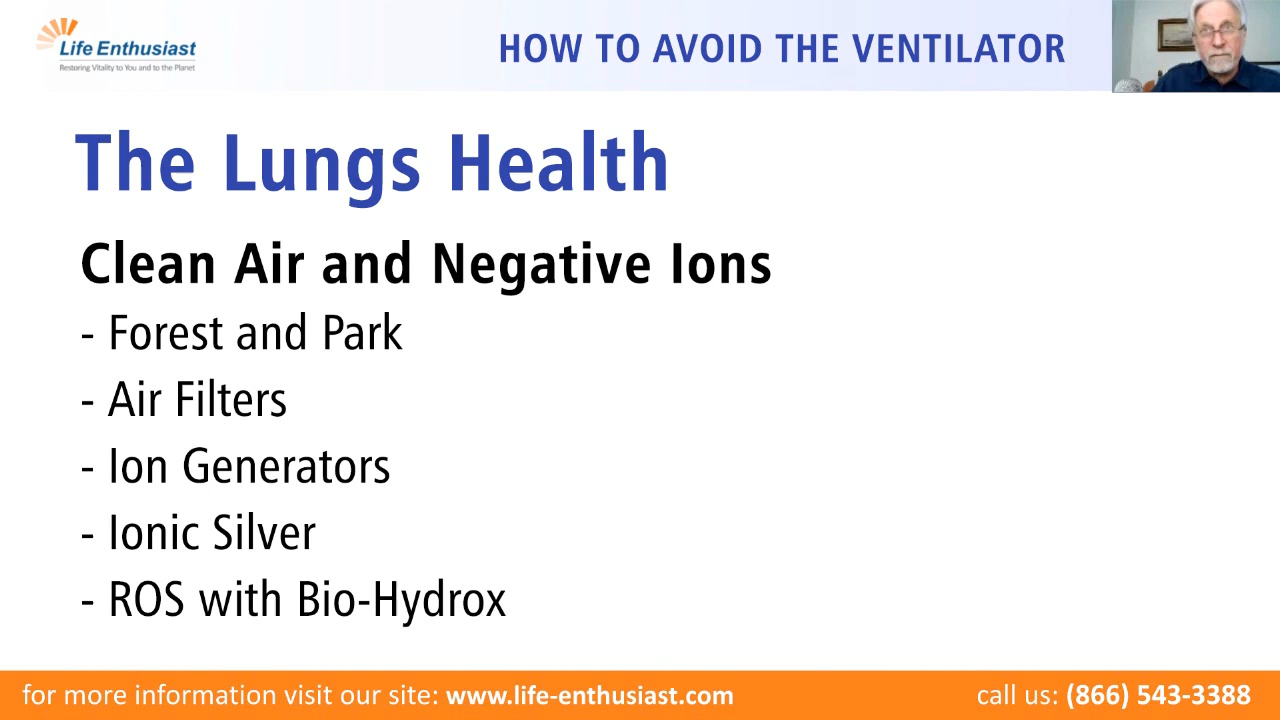 Life Enthusiast
Restoring Vitality to You and to the Planet
HOW TO AVOID THE VENTILATOR
The Lungs Health
Clean Air and Negative Ions
- Forest and Park
- Air Filters
- Ion Generators
- Ionic Silver
- ROS with Bio-Hydrox
for more information visit our site: www.life-enthusiast.com
call us: (866) 543-3388